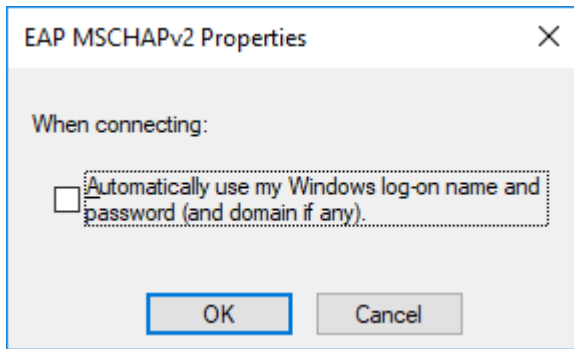 EAP MSCHAPv2 Properties
When connecting:
Automatically use my Windows log-on name and
password (and domain if any).
OK
Cancel